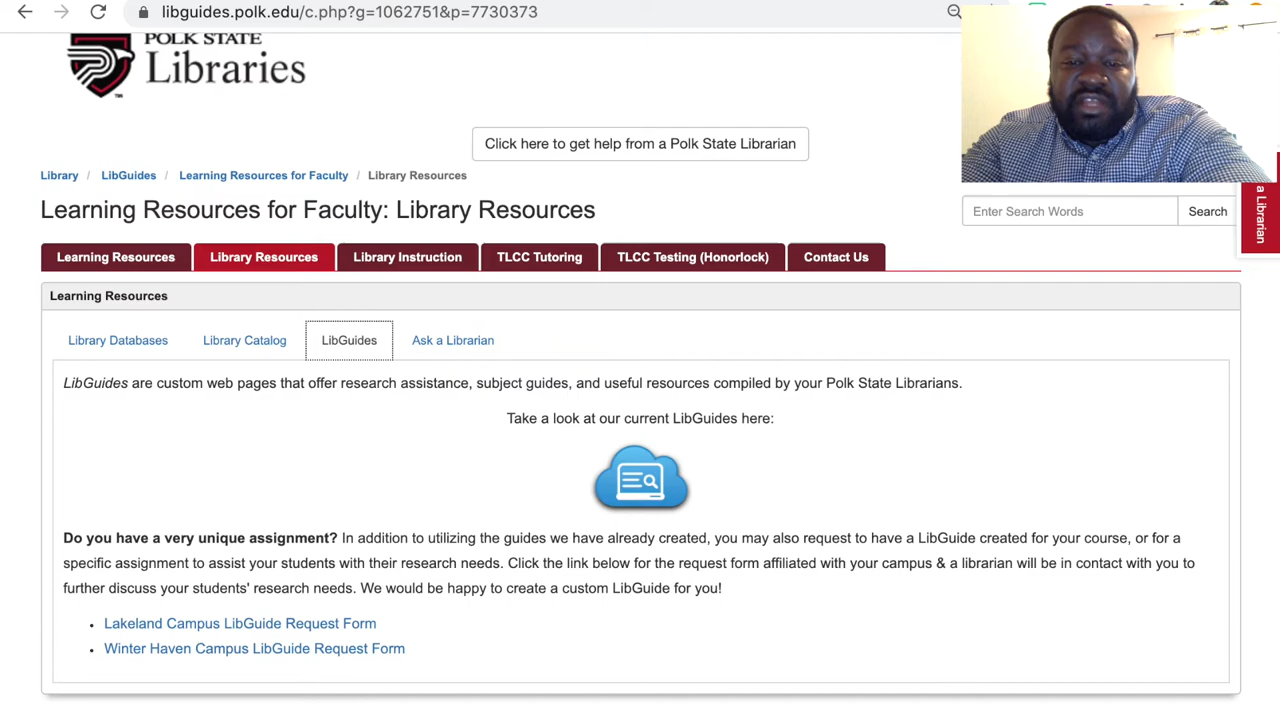 libguides.polk.edu/c.php?g=1062751&p=7730373
POLK STATE
Libraries
TM
Click here to get help from a Polk State Librarian
Library / LibGuides / Learning Resources for Faculty / Library Resources
Learning Resources for Faculty: Library Resources
Enter Search Words Search
a Librarian
Learning Resources Library Resources Library Instruction TLCC Tutoring TLCC Testing (Honorlock) Contact Us
Learning Resources
Library Databases Library Catalog LibGuides Ask a Librarian
LibGuides are custom web pages that offer research assistance, subject guides, and useful resources compiled by your Polk State Librarians.
Take a look at our current LibGuides here:
Do you have a very unique assignment? In addition to utilizing the guides we have already created, you may also request to have a LibGuide created for your course, or for a
specific assignment to assist your students with their research needs. Click the link below for the request form affiliated with your campus & a librarian will be in contact with you to
further discuss your students' research needs. We would be happy to create a custom LibGuide for you!
• Lakeland Campus LibGuide Request Form
• Winter Haven Campus LibGuide Request Form